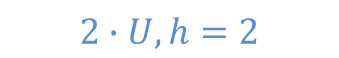 2 · U, h = 2